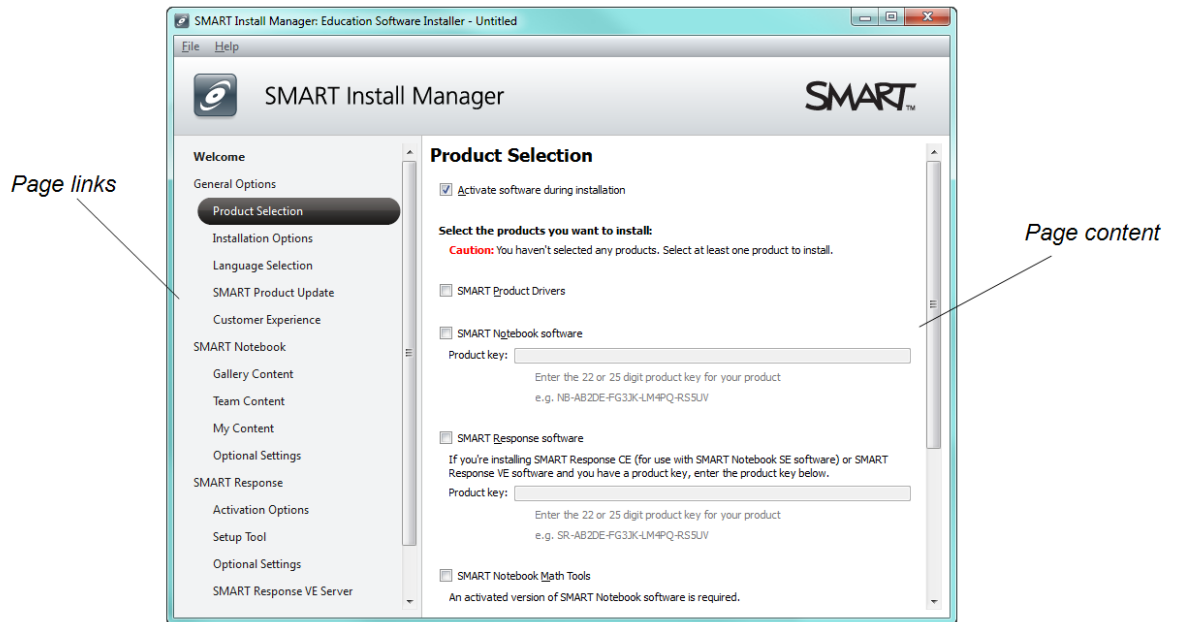 SMART Install Manager: Education Software Installer - Untitled
File Help
SMART Install Manager
SMART™
Page links
Welcome
General Options
Product Selection
Installation Options
Language Selection
SMART Product Update
Customer Experience
SMART Notebook
Gallery Content
Team Content
My Content
Optional Settings
SMART Response
Activation Options
Setup Tool
Optional Settings
SMART Response VE Server
Product Selection
Activate software during installation
Select the products you want to install:
Caution: You haven't selected any products. Select at least one product to install.
SMART Product Drivers
SMART Notebook software
Product key:
Enter the 22 or 25 digit product key for your product
e.g. NB-AB2DE-FG3JK-LM4PQ-RS5UV
SMART Response software
If you're installing SMART Response CE (for use with SMART Notebook SE software) or SMART
Response VE software and you have a product key, enter the product key below.
Product key:
Enter the 22 or 25 digit product key for your product
e.g. SR-AB2DE-FG3JK-LM4PQ-RS5UV
SMART Notebook Math Tools
An activated version of SMART Notebook software is required.
Page content